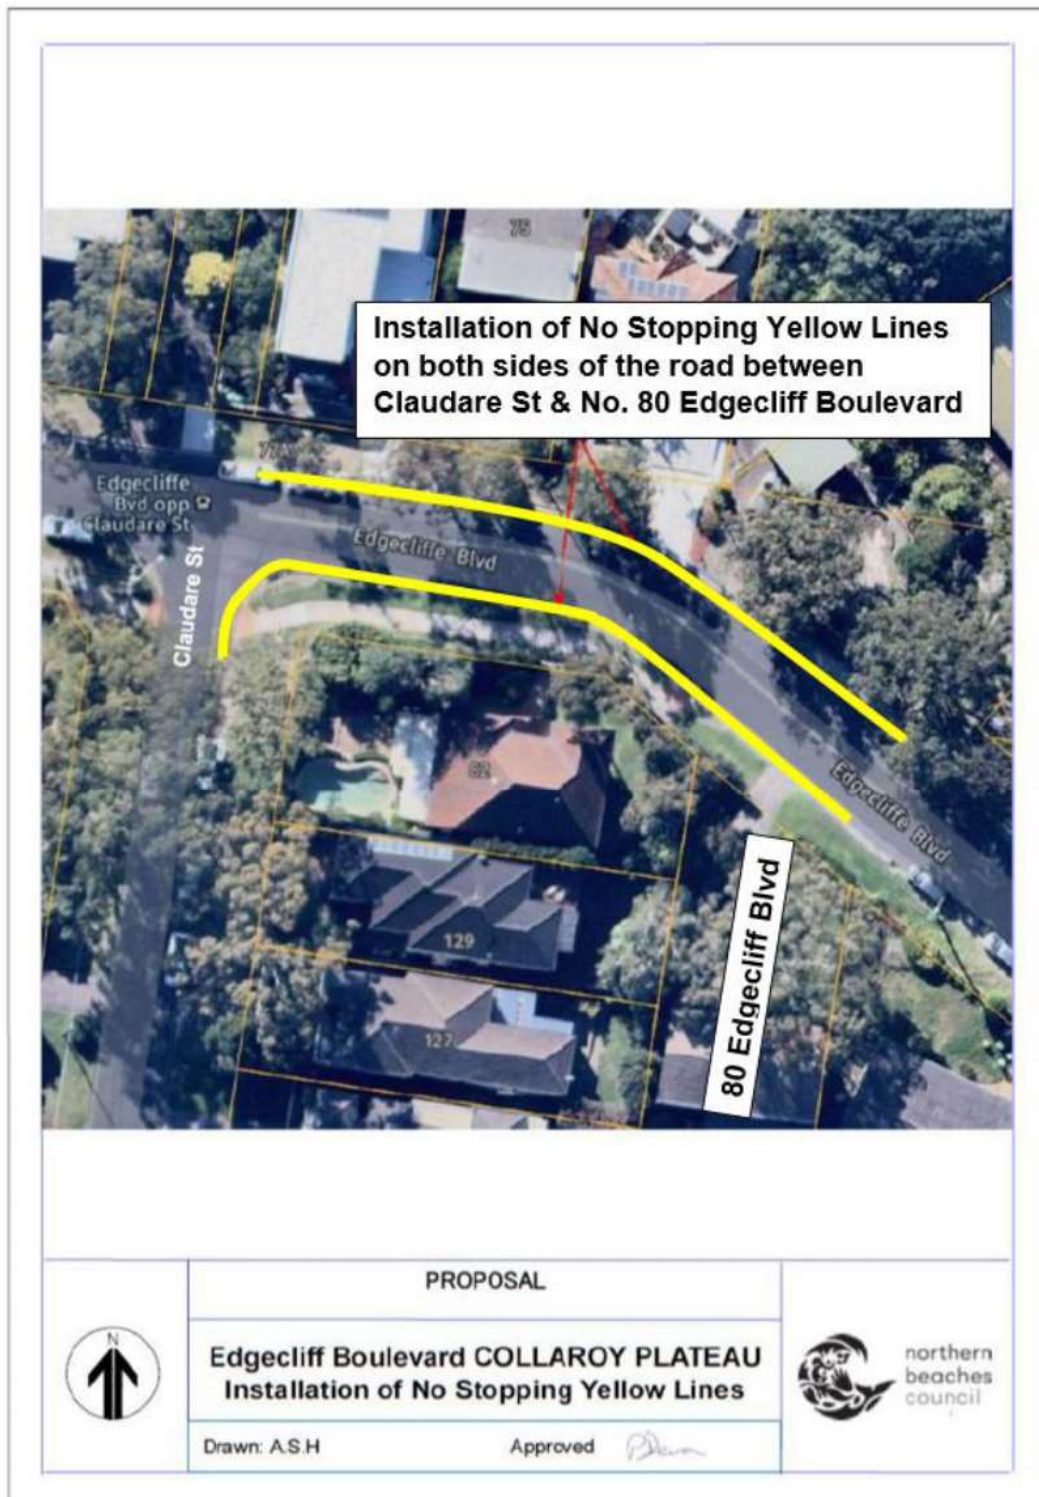 75
Installation of No Stopping Yellow Lines
on both sides of the road between
Claudare St & No. 80 Edgecliff Boulevard
77A
Edgecliffe
Bvd opp
Claudare St
Edgecliffe Blvd
Claudare St
82
Edgecliffe Blvd
80 Edgecliff Blvd
129
127
PROPOSAL
N
Edgecliff Boulevard COLLAROY PLATEAU
Installation of No Stopping Yellow Lines
northern
beaches
council
Drawn: A.S.H
Approved